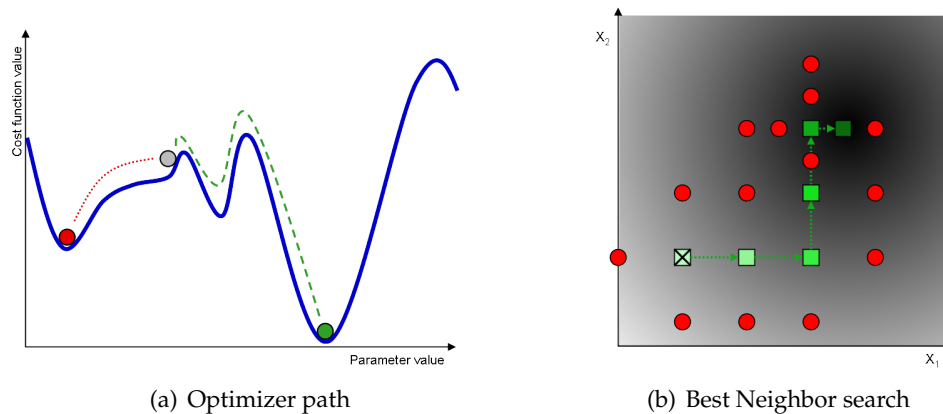 Cost function value
Parameter value
(a) Optimizer path
X2
X1
(b) Best Neighbor search